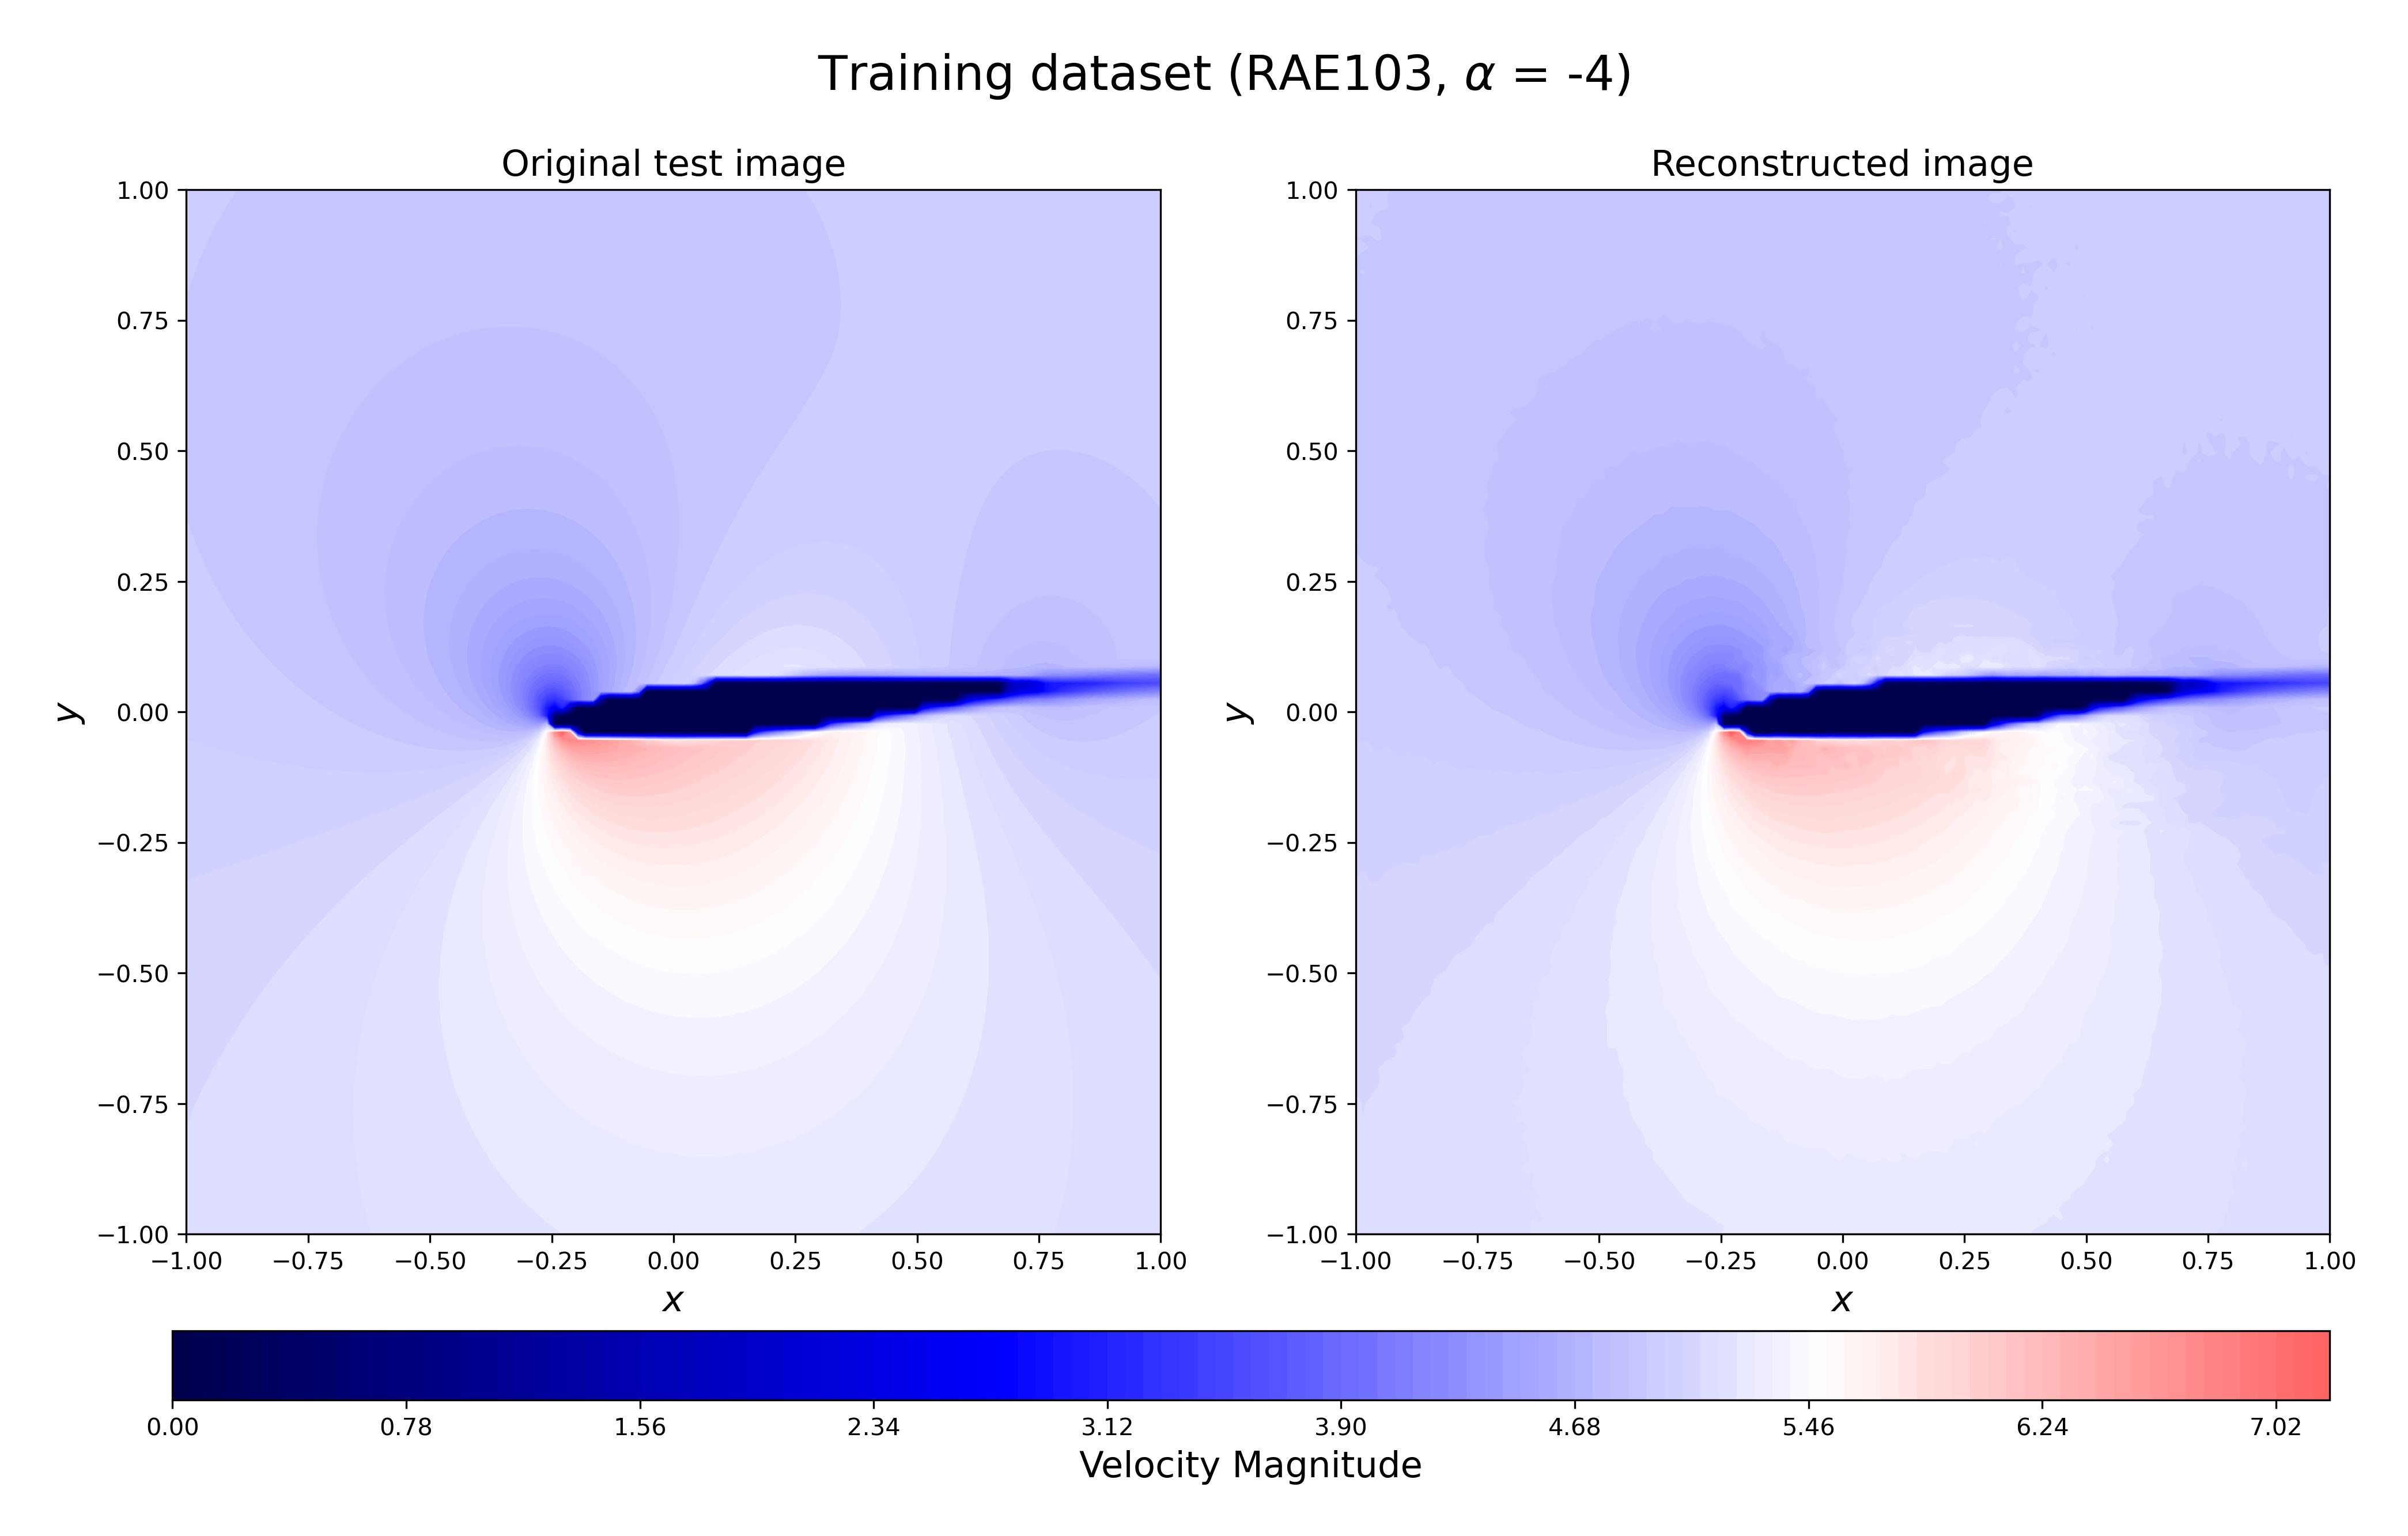 Training dataset (RAE103, α = -4)
Original test image
Reconstructed image
1.00
0.75
0.50
0.25
0.00
−0.25
−0.50
−0.75
−1.00
y
−1.00 −0.75 −0.50 −0.25 0.00 0.25 0.50 0.75 1.00
x
1.00
0.75
0.50
0.25
0.00
−0.25
−0.50
−0.75
−1.00
y
−1.00 −0.75 −0.50 −0.25 0.00 0.25 0.50 0.75 1.00
x
0.00 0.78 1.56 2.34 3.12 3.90 4.68 5.46 6.24 7.02
Velocity Magnitude